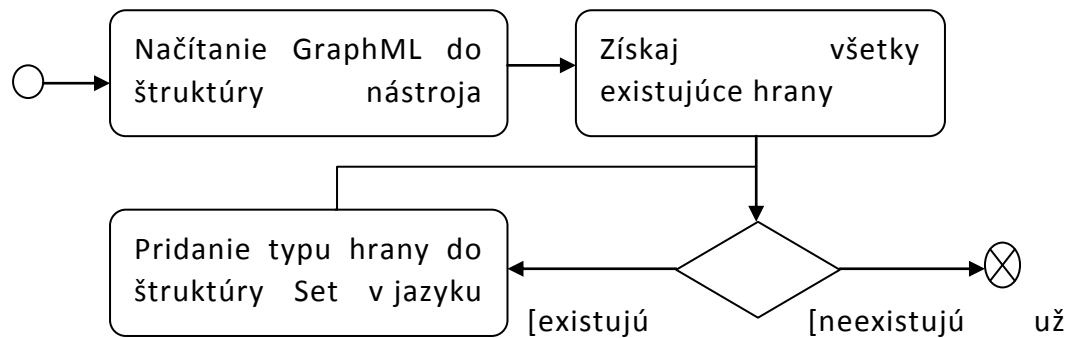 Načítanie GraphML do
štruktúry nástroja
Získaj všetky
existujúce hrany
Pridanie typu hrany do
štruktúry Set v jazyku
[existujú
[neexistujú už